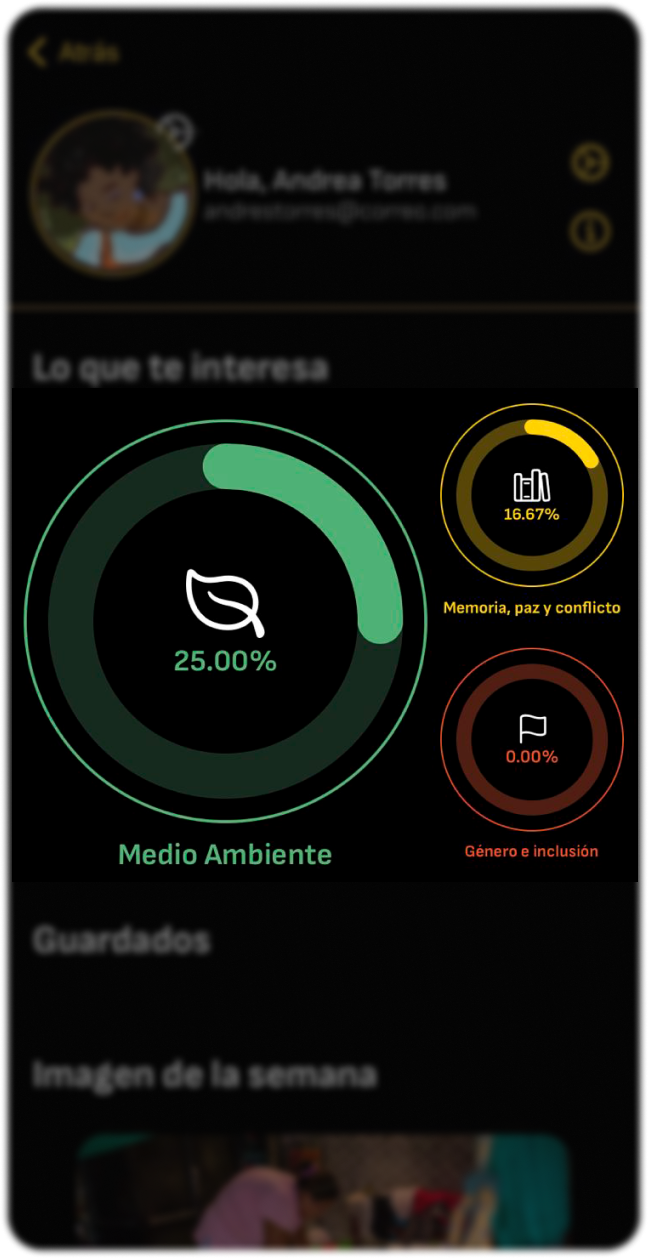 Atrás
Hola, Andrea Torres
andrestorres@correo.com
Lo que te interesa
25.00%
Medio Ambiente
16.67%
Memoria, paz y conflicto
0.00%
Género e inclusión
Guardados
Imagen de la semana